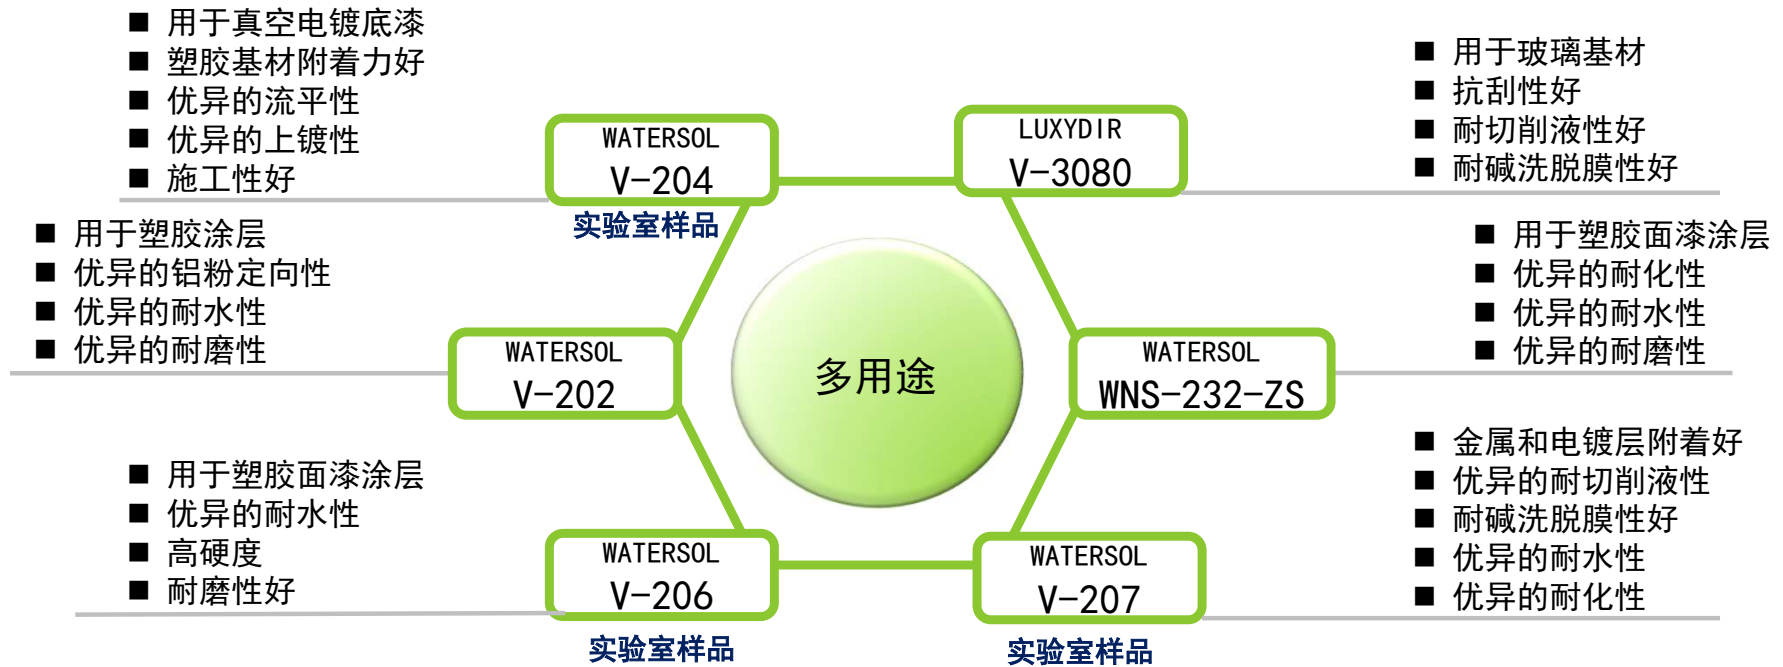 ■ 用于真空电镀底漆
■ 塑胶基材附着力好
■ 优异的流平性
■ 优异的上镀性
■ 施工性好
WATERSOL
V-204
实验室样品
LUXYDIR
V-3080
■ 用于玻璃基材
■ 抗刮性好
■ 耐切削液性好
■ 耐碱洗脱膜性好
■ 用于塑胶涂层
■ 优异的铝粉定向性
■ 优异的耐水性
■ 优异的耐磨性
WATERSOL
V-202
多用途
WATERSOL
WNS-232-ZS
■ 用于塑胶面漆涂层
■ 优异的耐化性
■ 优异的耐水性
■ 优异的耐磨性
■ 用于塑胶面漆涂层
■ 优异的耐水性
■ 高硬度
■ 耐磨性好
WATERSOL
V-206
实验室样品
WATERSOL
V-207
实验室样品
■ 金属和电镀层附着好
■ 优异的耐切削液性
■ 耐碱洗脱膜性好
■ 优异的耐水性
■ 优异的耐化性